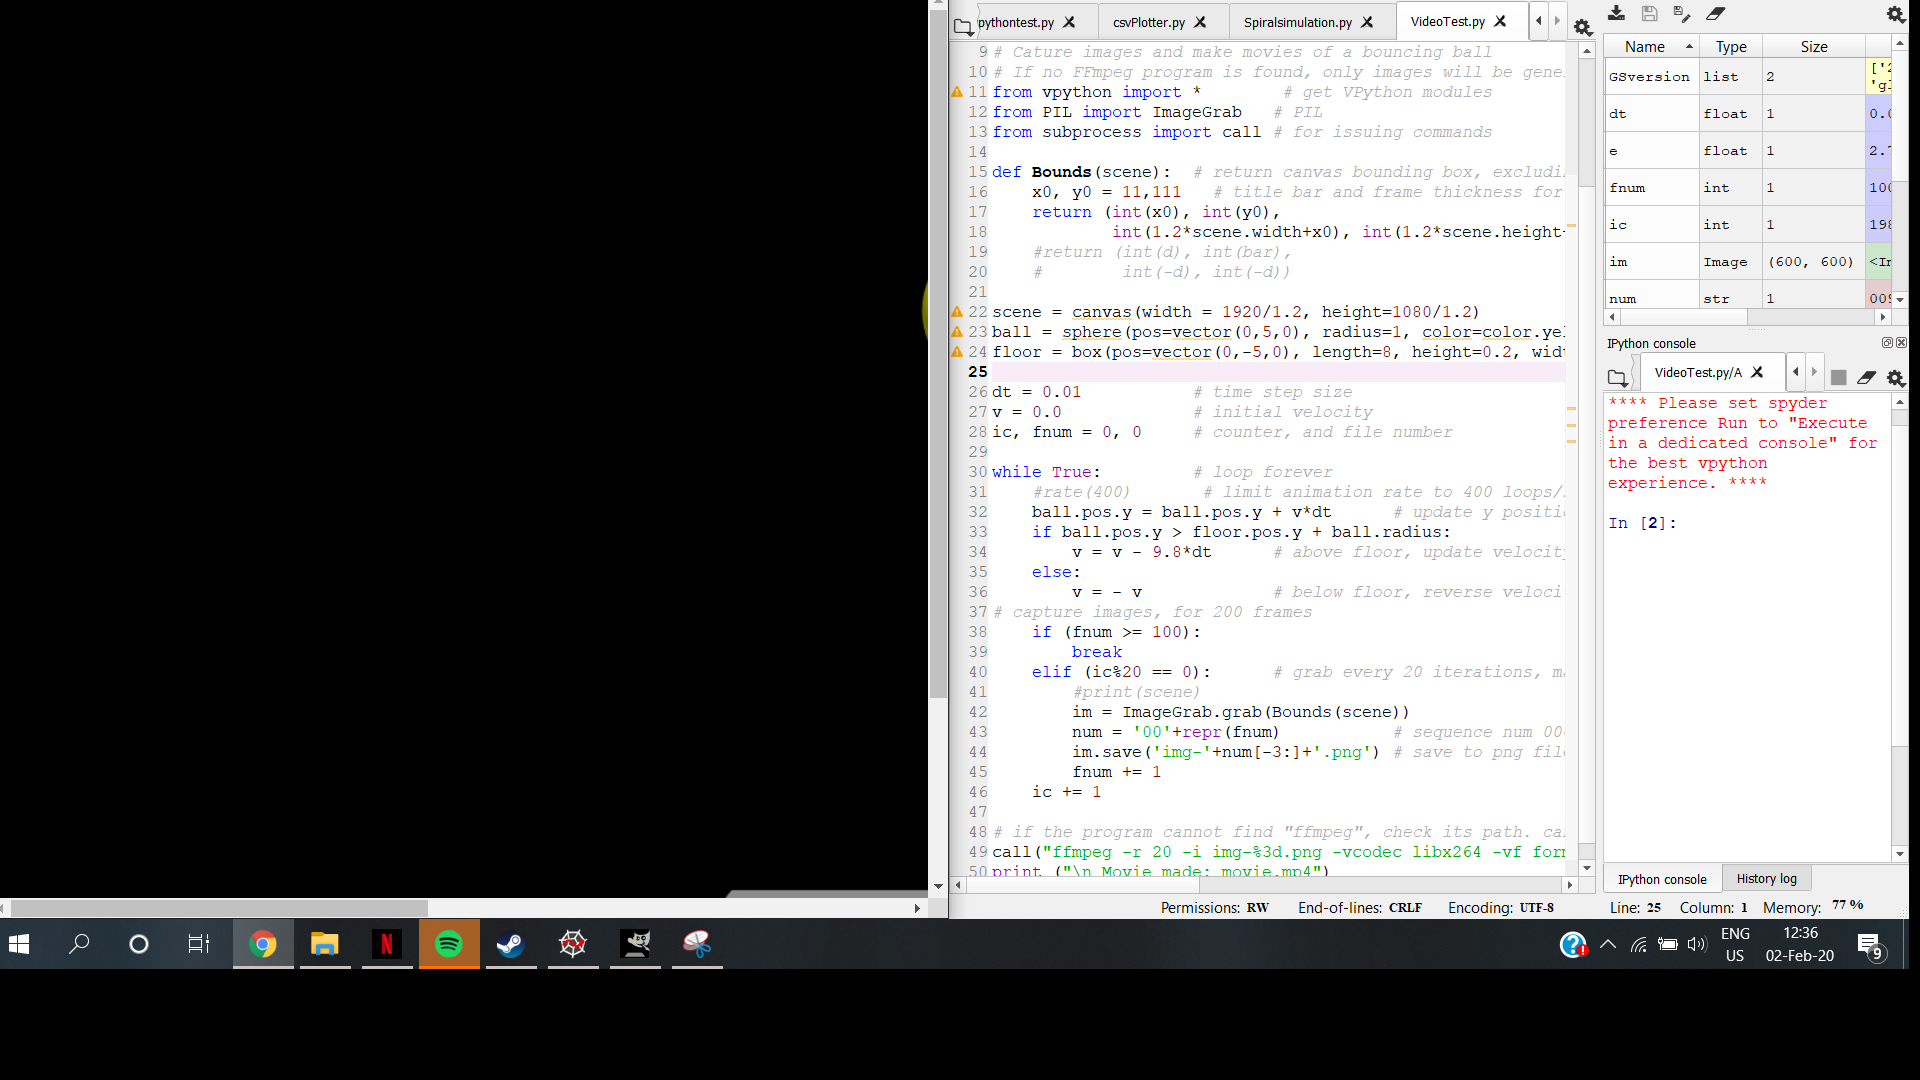 pythontest.py
csvPlotter.py
Spiralsimulation.py
VideoTest.py
9 # Cature images and make movies of a bouncing ball
10 # If no FFmpeg program is found, only images will be gene
11 from vpython import * # get VPython modules
12 from PIL import ImageGrab # PIL
13 from subprocess import call # for issuing commands
14
15 def Bounds(scene): # return canvas bounding box, excludi
16 x0, y0 = 11,111 # title bar and frame thickness for
17 return (int(x0), int(y0),
18 int(1.2*scene.width+x0), int(1.2*scene.height+
19 #return (int(d), int(bar),
20 # int(-d), int(-d))
21
22 scene = canvas(width = 1920/1.2, height=1080/1.2)
23 ball = sphere(pos=vector(0,5,0), radius=1, color=color.yel
24 floor = box(pos=vector(0,-5,0), length=8, height=0.2, widt
25
26 dt = 0.01 # time step size
27 v = 0.0 # initial velocity
28 ic, fnum = 0, 0 # counter, and file number
29
30 while True: # loop forever
31 #rate(400) # limit animation rate to 400 loops/
32 ball.pos.y = ball.pos.y + v*dt # update y positi
33 if ball.pos.y > floor.pos.y + ball.radius:
34 v = v - 9.8*dt # above floor, update velocity
35 else:
36 v = - v # below floor, reverse veloci
37 # capture images, for 200 frames
38 if (fnum >= 100):
39 break
40 elif (ic%20 == 0): # grab every 20 iterations, m
41 #print(scene)
42 im = ImageGrab.grab(Bounds(scene))
43 num = '00'+repr(fnum) # sequence num 00
44 im.save('img-'+num[-3:]+'.png') # save to png fil
45 fnum += 1
46 ic += 1
47
48 # if the program cannot find "ffmpeg", check its path. ca
49 call("ffmpeg -r 20 -i img-%3d.png -vcodec libx264 -vf for
50 print ("\n Movie made: movie.mp4")
Permissions: RW End-of-lines: CRLF Encoding: UTF-8 Line: 25 Column: 1 Memory: 77 %
Name Type Size
GSversion list 2 ['2
'gl
dt float 1 0.0
e float 1 2.7
fnum int 1 100
ic int 1 198
im Image (600, 600) <Im
num str 1 009
IPython console
VideoTest.py/A
**** Please set spyder
preference Run to "Execute
in a dedicated console" for
the best vpython
experience. ****
In [2]:
IPython console
History log
ENG
US
12:36
02-Feb-20
9